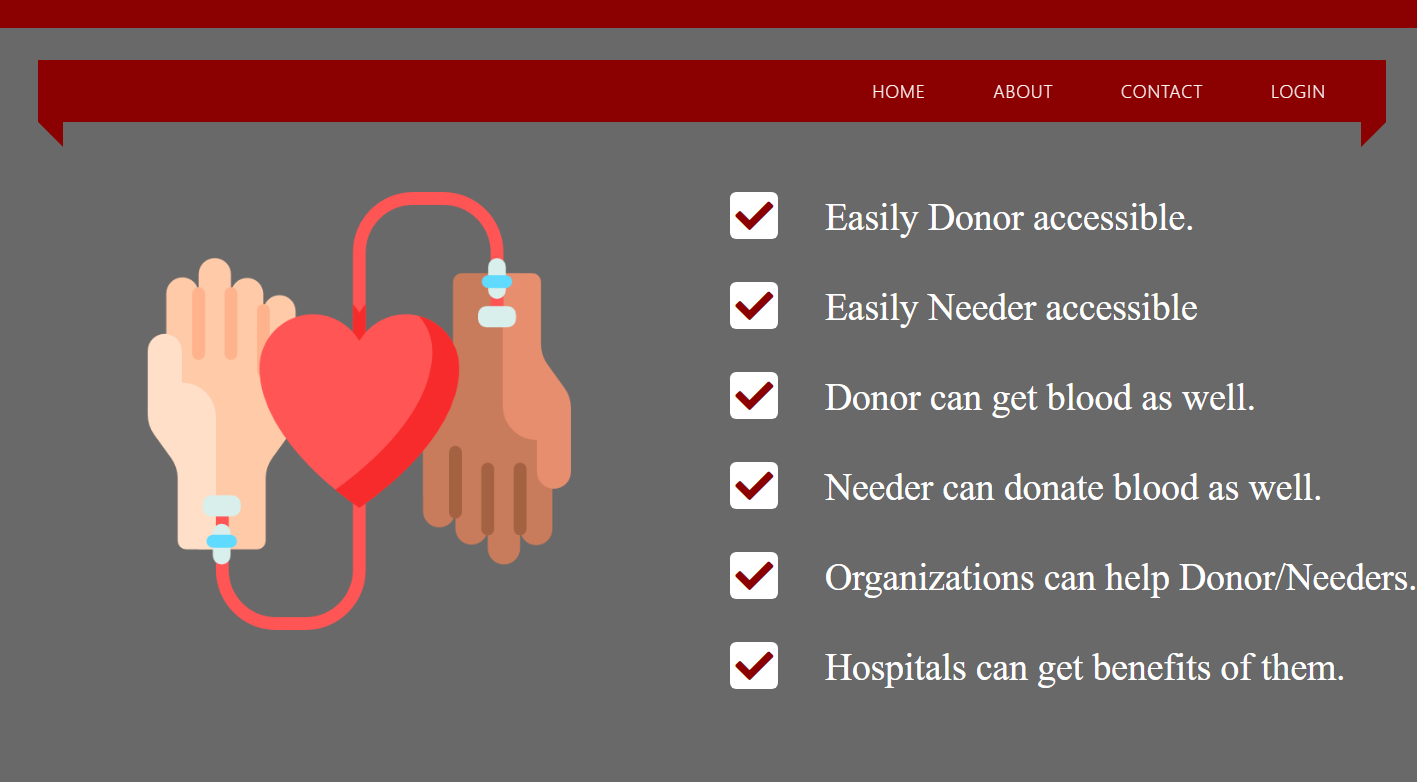 HOME ABOUT CONTACT LOGIN
Easily Donor accessible.
Easily Needer accessible
Donor can get blood as well.
Needer can donate blood as well.
Organizations can help Donor/Needers.
Hospitals can get benefits of them.